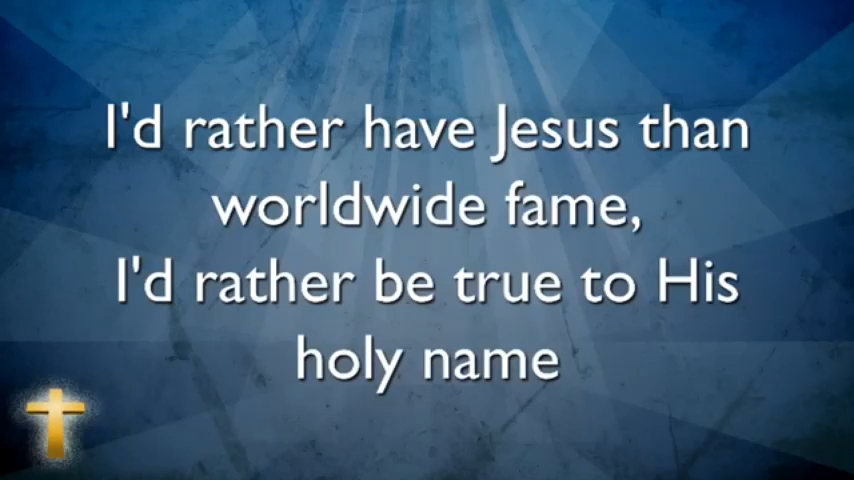 I'd rather have Jesus than
worldwide fame,
I'd rather be true to His
holy name